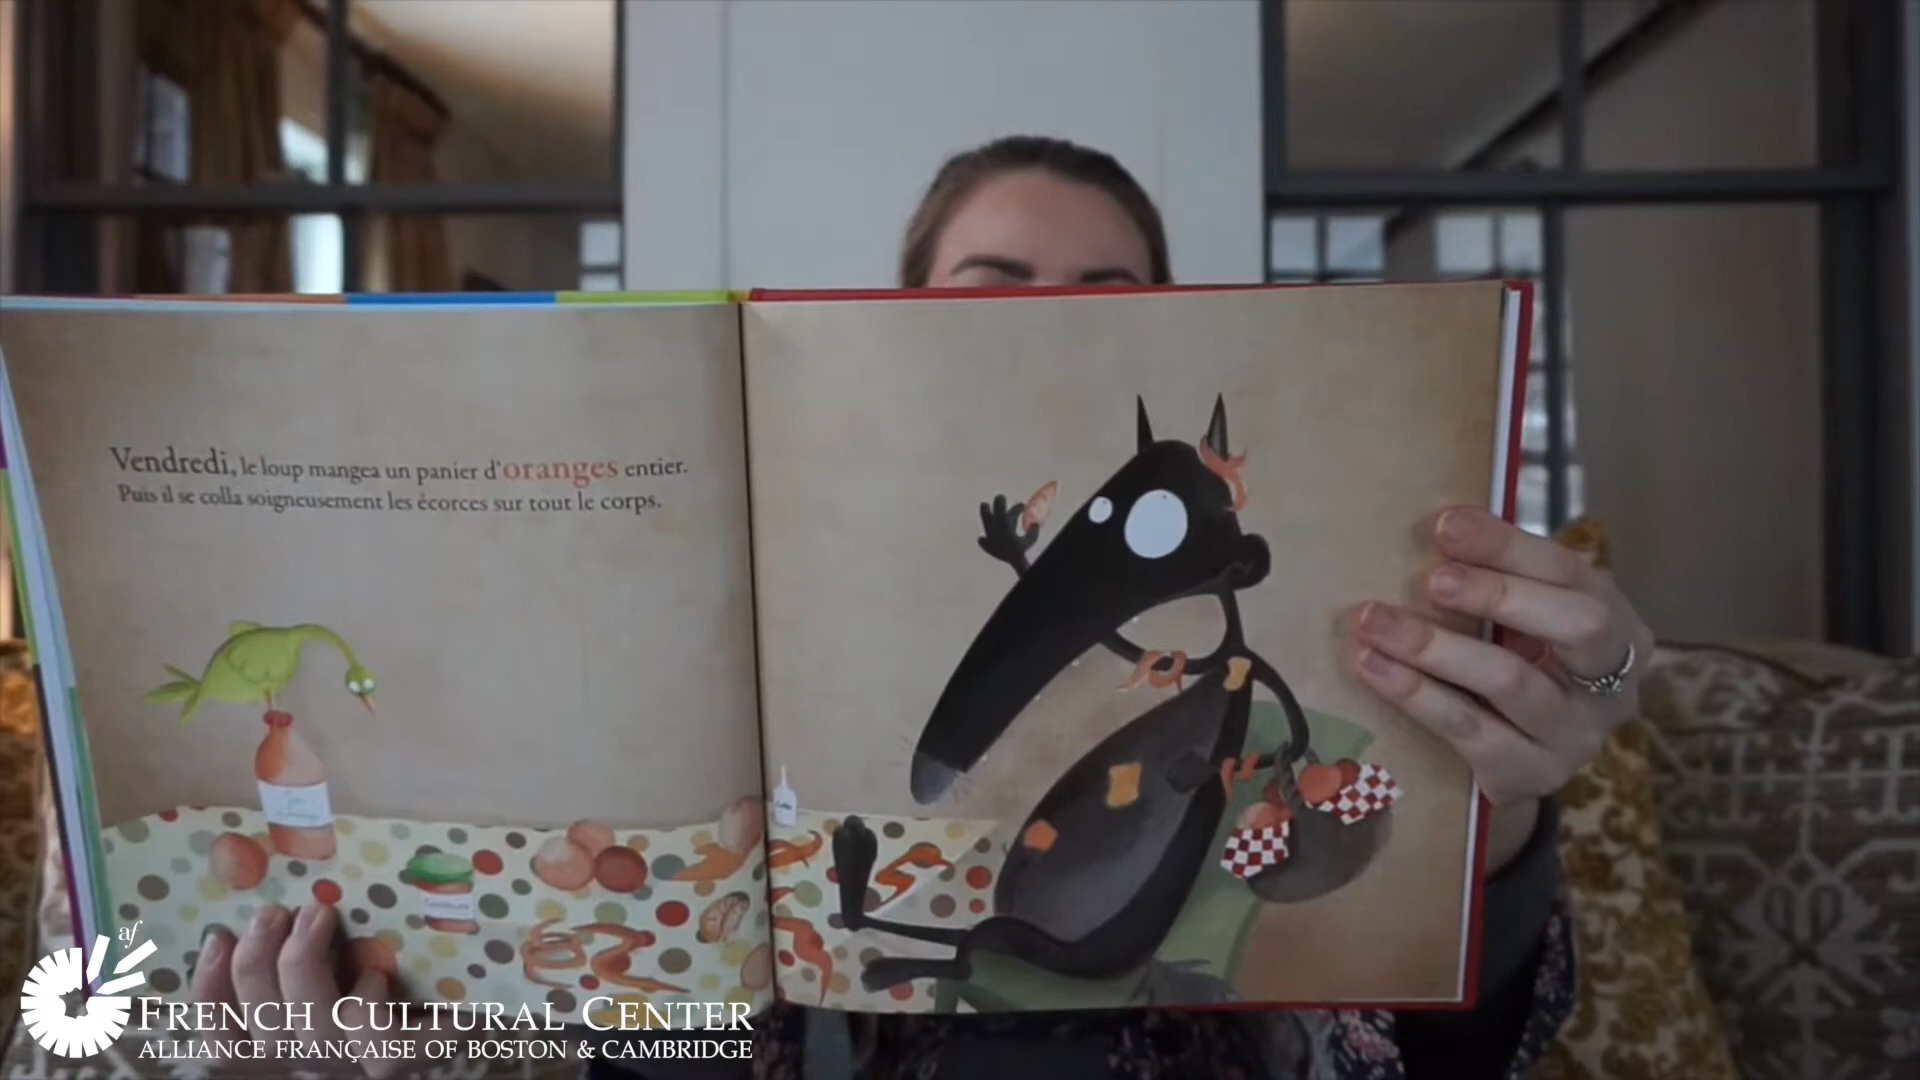 Vendredi, le loup mangea un panier d'oranges entier.
Puis il se colla soigneusement les écorces sur tout le corps.
af
FRENCH CULTURAL CENTER
ALLIANCE FRANÇAISE OF BOSTON & CAMBRIDGE